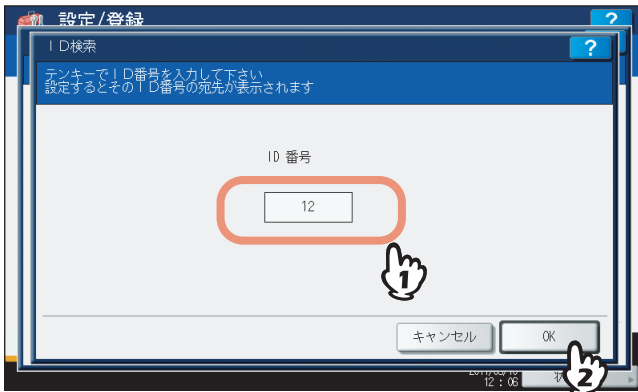 設定/登録
?
ID検索
?
テンキーでID番号を入力して下さい
設定するとそのID番号の宛先が表示されます
ID 番号
12
1
キャンセル
OK
2
12:06